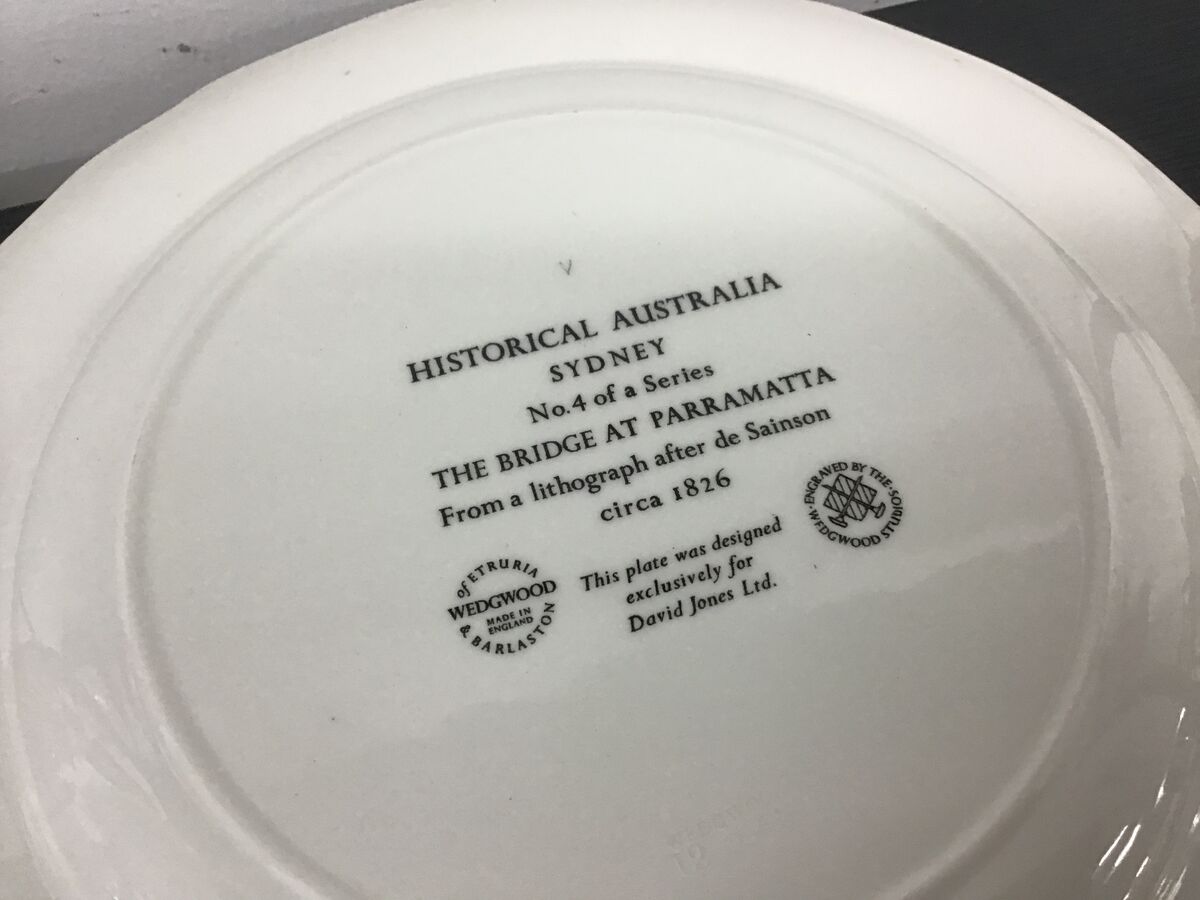 V
HISTORICAL AUSTRALIA
SYDNEY
No.4 of a Series
THE BRIDGE AT PARRAMATTA
From a lithograph after de Sainson
circa 1826
of ETRURIA
WEDGWOOD
MADE IN
ENGLAND
& BARLASTON
This plate was designed
exclusively for
David Jones Ltd.
·ENGRAVED BY THE·
WEDGWOOD STUDIOS